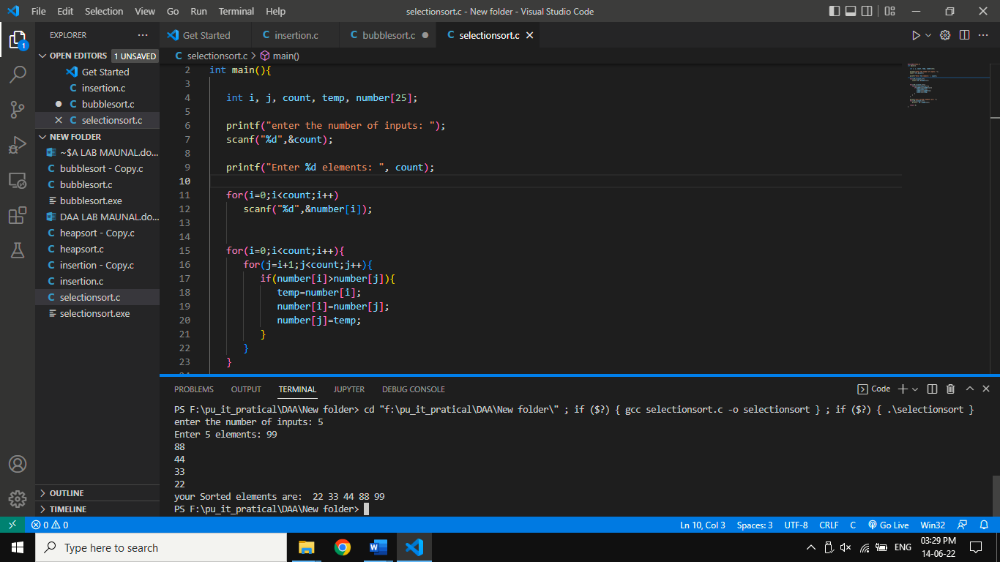 File Edit Selection View Go Run Terminal Help
selectionsort.c - New folder - Visual Studio Code
EXPLORER
OPEN EDITORS 1 UNSAVED
Get Started
insertion.c
bubblesort.c
selectionsort.c
NEW FOLDER
~$A LAB MAUNAL.do...
bubblesort - Copy.c
bubblesort.c
bubblesort.exe
DAA LAB MAUNAL.do...
heapsort - Copy.c
heapsort.c
insertion - Copy.c
insertion.c
selectionsort.c
selectionsort.exe
OUTLINE
TIMELINE
Get Started insertion.c bubblesort.c selectionsort.c
selectionsort.c > main()
2 int main(){
3
4 int i, j, count, temp, number[25];
5
6 printf("enter the number of inputs: ");
7 scanf("%d",&count);
8
9 printf("Enter %d elements: ", count);
10
11 for(i=0;i<count;i++)
12 scanf("%d",&number[i]);
13
14
15 for(i=0;i<count;i++){
16 for(j=i+1;j<count;j++){
17 if(number[i]>number[j]){
18 temp=number[i];
19 number[i]=number[j];
20 number[j]=temp;
21 }
22 }
23 }
PROBLEMS OUTPUT TERMINAL JUPYTER DEBUG CONSOLE
Code
PS F:\pu_it_pratical\DAA\New folder> cd "f:\pu_it_pratical\DAA\New folder\" ; if ($?) { gcc selectionsort.c -o selectionsort } ; if ($?) { .\selectionsort }
enter the number of inputs: 5
Enter 5 elements: 99
88
44
33
22
your Sorted elements are:  22 33 44 88 99
PS F:\pu_it_pratical\DAA\New folder>
0 0
Ln 10, Col 3 Spaces: 3 UTF-8 CRLF C Go Live Win32
Type here to search
ENG
03:29 PM
14-06-22